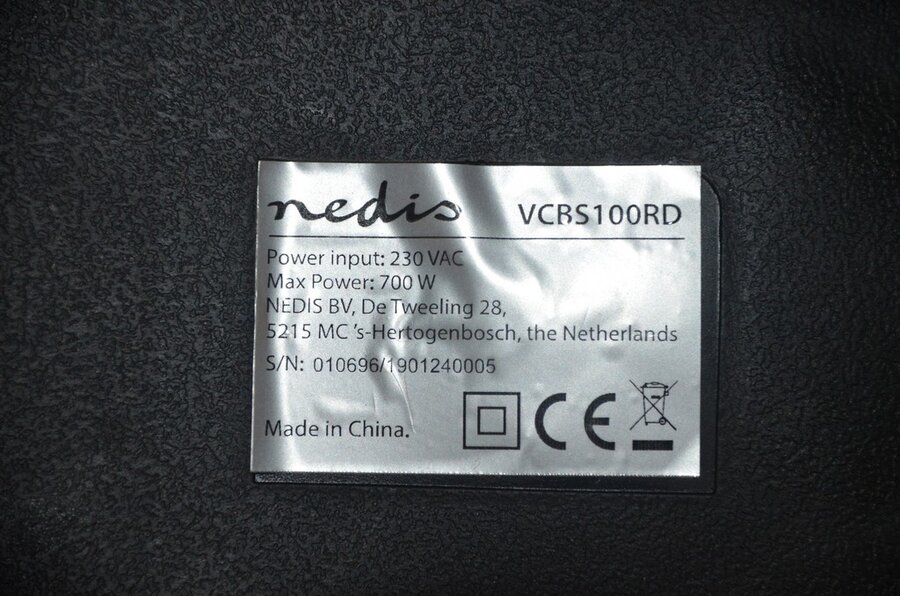 nedis VCBS100RD
Power input: 230 VAC
Max Power: 700 W
NEDIS BV, De Tweeling 28,
5215 MC 's-Hertogenbosch, the Netherlands
S/N: 010696/1901240005
Made in China. CE